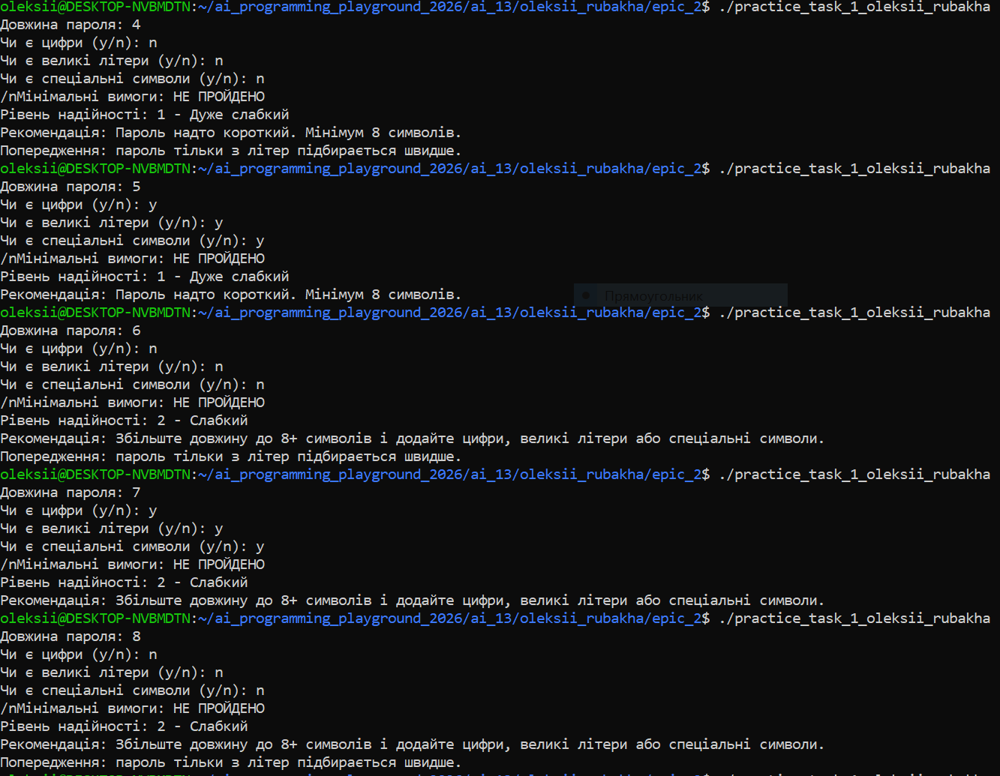 oleksii@DESKTOP-NVBMDTN:~/ai_programming_playground_2026/ai_13/oleksii_rubakha/epic_2$ ./practice_task_1_oleksii_rubakha
Довжина пароля: 4
Чи є цифри (y/n): n
Чи є великі літери (y/n): n
Чи є спеціальні символи (y/n): n
/nМінімальні вимоги: НЕ ПРОЙДЕНО
Рівень надійності: 1 - Дуже слабкий
Рекомендація: Пароль надто короткий. Мінімум 8 символів.
Попередження: пароль тільки з літер підбирається швидше.
oleksii@DESKTOP-NVBMDTN:~/ai_programming_playground_2026/ai_13/oleksii_rubakha/epic_2$ ./practice_task_1_oleksii_rubakha
Довжина пароля: 5
Чи є цифри (y/n): y
Чи є великі літери (y/n): y
Чи є спеціальні символи (y/n): y
/nМінімальні вимоги: НЕ ПРОЙДЕНО
Рівень надійності: 1 - Дуже слабкий
Рекомендація: Пароль надто короткий. Мінімум 8 символів.
Прямоугольник
oleksii@DESKTOP-NVBMDTN:~/ai_programming_playground_2026/ai_13/oleksii_rubakha/epic_2$ ./practice_task_1_oleksii_rubakha
Довжина пароля: 6
Чи є цифри (y/n): n
Чи є великі літери (y/n): n
Чи є спеціальні символи (y/n): n
/nМінімальні вимоги: НЕ ПРОЙДЕНО
Рівень надійності: 2 - Слабкий
Рекомендація: Збільште довжину до 8+ символів і додайте цифри, великі літери або спеціальні символи.
Попередження: пароль тільки з літер підбирається швидше.
oleksii@DESKTOP-NVBMDTN:~/ai_programming_playground_2026/ai_13/oleksii_rubakha/epic_2$ ./practice_task_1_oleksii_rubakha
Довжина пароля: 7
Чи є цифри (y/n): y
Чи є великі літери (y/n): y
Чи є спеціальні символи (y/n): y
/nМінімальні вимоги: НЕ ПРОЙДЕНО
Рівень надійності: 2 - Слабкий
Рекомендація: Збільште довжину до 8+ символів і додайте цифри, великі літери або спеціальні символи.
oleksii@DESKTOP-NVBMDTN:~/ai_programming_playground_2026/ai_13/oleksii_rubakha/epic_2$ ./practice_task_1_oleksii_rubakha
Довжина пароля: 8
Чи є цифри (y/n): n
Чи є великі літери (y/n): n
Чи є спеціальні символи (y/n): n
/nМінімальні вимоги: НЕ ПРОЙДЕНО
Рівень надійності: 2 - Слабкий
Рекомендація: Збільште довжину до 8+ символів і додайте цифри, великі літери або спеціальні символи.
Попередження: пароль тільки з літер підбирається швидше.